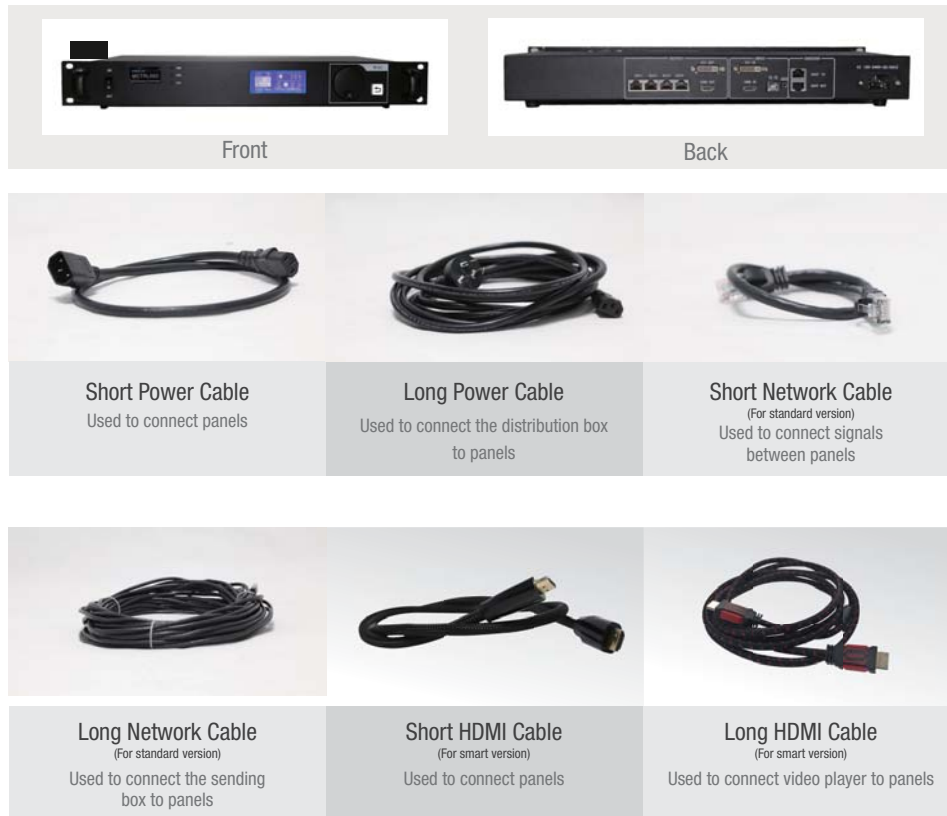 Front
Back
Short Power Cable
Used to connect panels
Long Power Cable
Used to connect the distribution box
to panels
Short Network Cable
(For standard version)
Used to connect signals
between panels
Long Network Cable
(For standard version)
Used to connect the sending
box to panels
Short HDMI Cable
(For smart version)
Used to connect panels
Long HDMI Cable
(For smart version)
Used to connect video player to panels